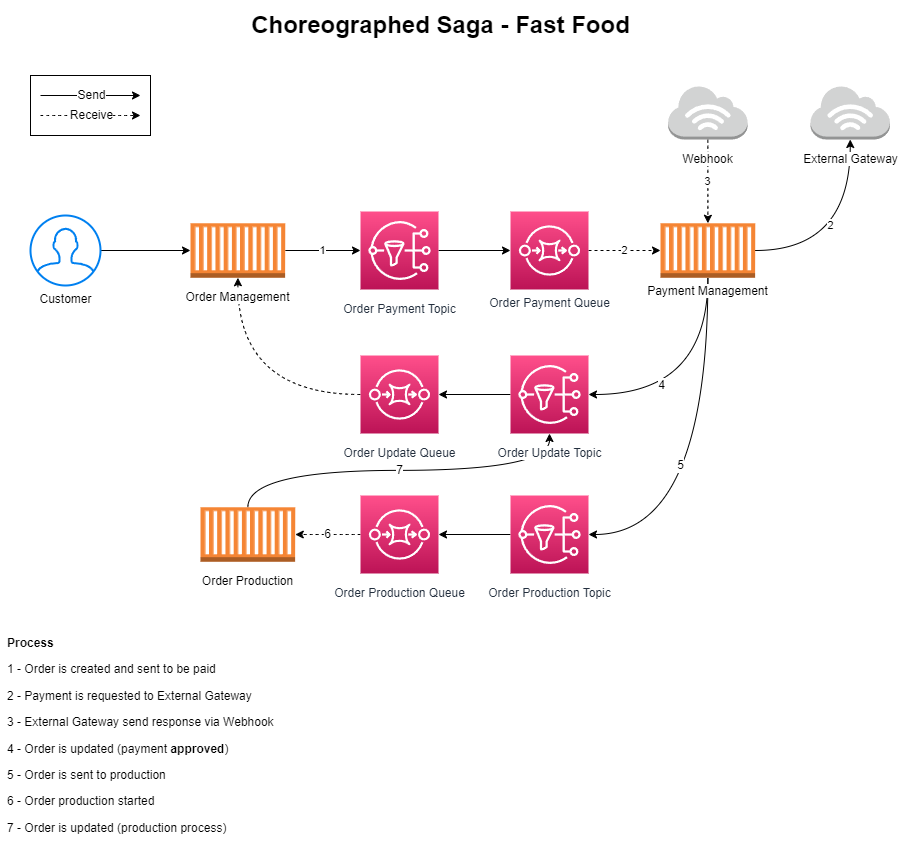 Choreographed Saga - Fast Food
Send
Receive
Webhook
External Gateway
3
2
1
2
Customer
Order Management
Order Payment Topic
Order Payment Queue
Payment Management
4
Order Update Queue
Order Update Topic
7
5
6
Order Production
Order Production Queue
Order Production Topic
Process
1 - Order is created and sent to be paid
2 - Payment is requested to External Gateway
3 - External Gateway send response via Webhook
4 - Order is updated (payment approved)
5 - Order is sent to production
6 - Order production started
7 - Order is updated (production process)